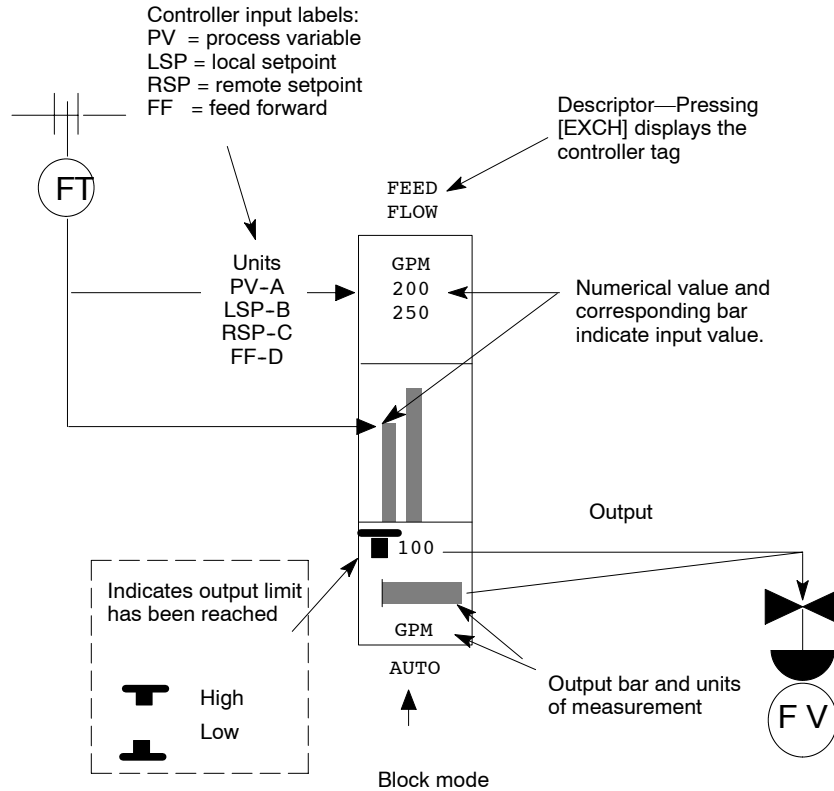 Controller input labels:
PV = process variable
LSP = local setpoint
RSP = remote setpoint
FF = feed forward
Descriptor—Pressing
[EXCH] displays the
controller tag
FT
FEED
FLOW
Units
PV-A
LSP-B
RSP-C
FF-D
GPM
200
250
Numerical value and
corresponding bar
indicate input value.
Output
100
Indicates output limit
has been reached
High
Low
GPM
AUTO
Output bar and units
of measurement
F V
Block mode